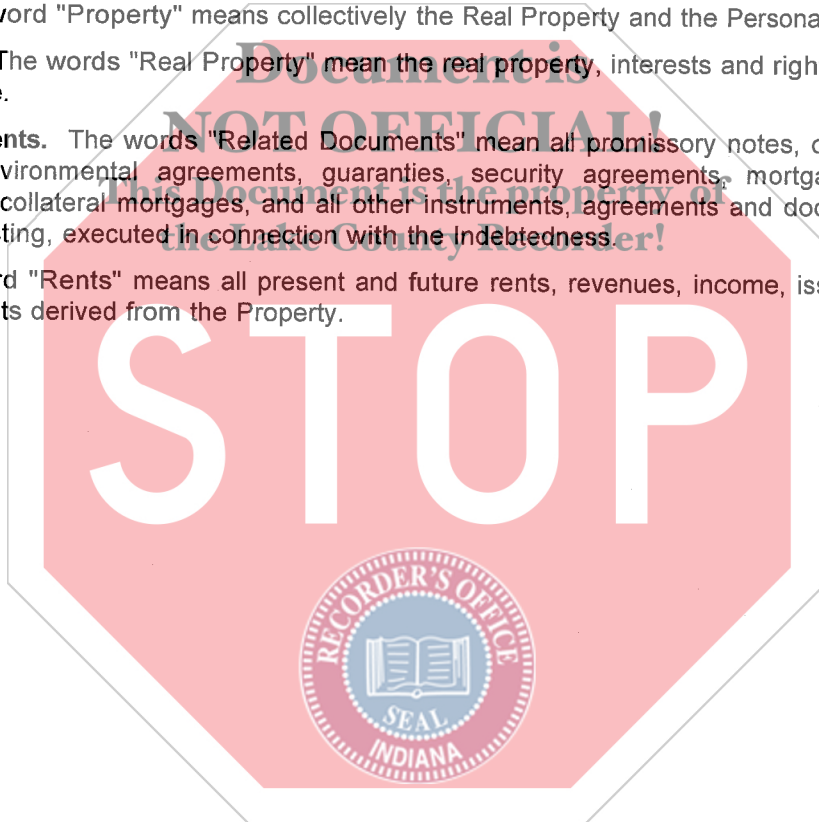 word "Property" means collectively the Real Property and the Persona
The words "Real Property" mean the real property, interests and righ
e.
ents. The words "Related Documents" mean all promissory notes, c
vironmental agreements, guaranties, security agreements, mortga
collateral mortgages, and all other instruments, agreements and doc
ting, executed in connection with the Indebtedness.
rd "Rents" means all present and future rents, revenues, income, iss
ts derived from the Property.
Document is
NOT OFFICIAL!
This Document is the property of
the Lake County Recorder!
STOP
RECORDER'S OFFICE
SEAL
INDIANA